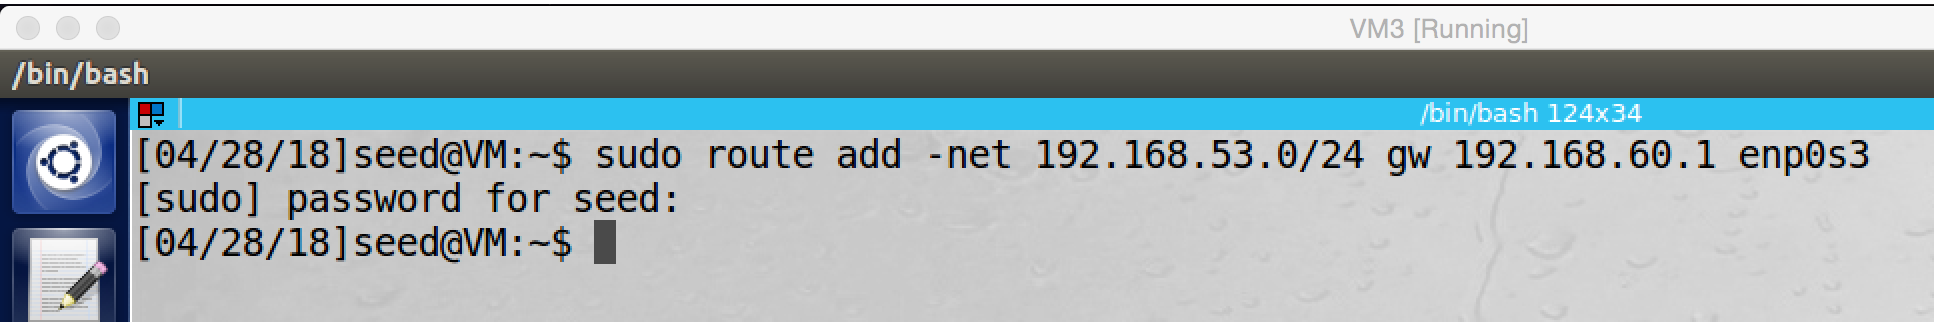 VM3 [Running]
/bin/bash
/bin/bash 124x34
[04/28/18]seed@VM:~$ sudo route add -net 192.168.53.0/24 gw 192.168.60.1 enp0s3
[sudo] password for seed:
[04/28/18]seed@VM:~$